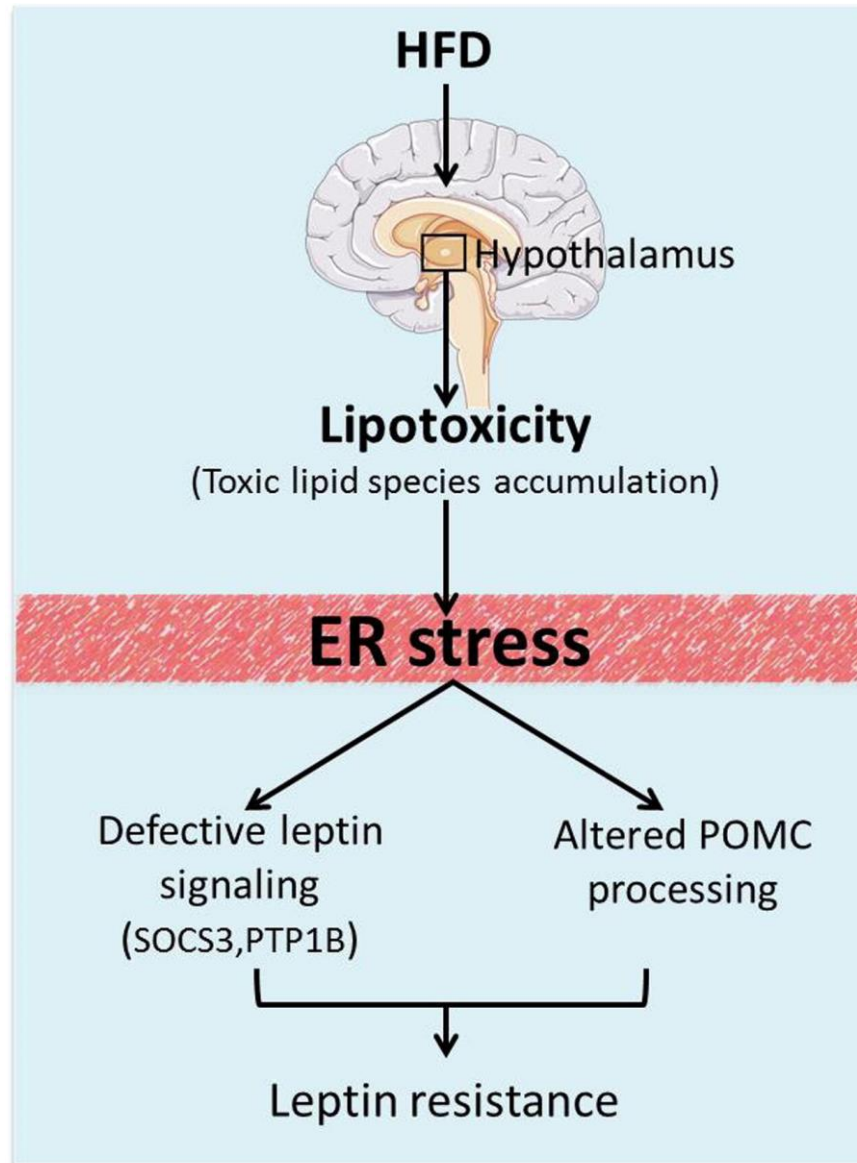 HFD
Hypothalamus
Lipotoxicity
(Toxic lipid species accumulation)
ER stress
Defective leptin
signaling
(SOCS3,PTP1B)
Altered POMC
processing
Leptin resistance